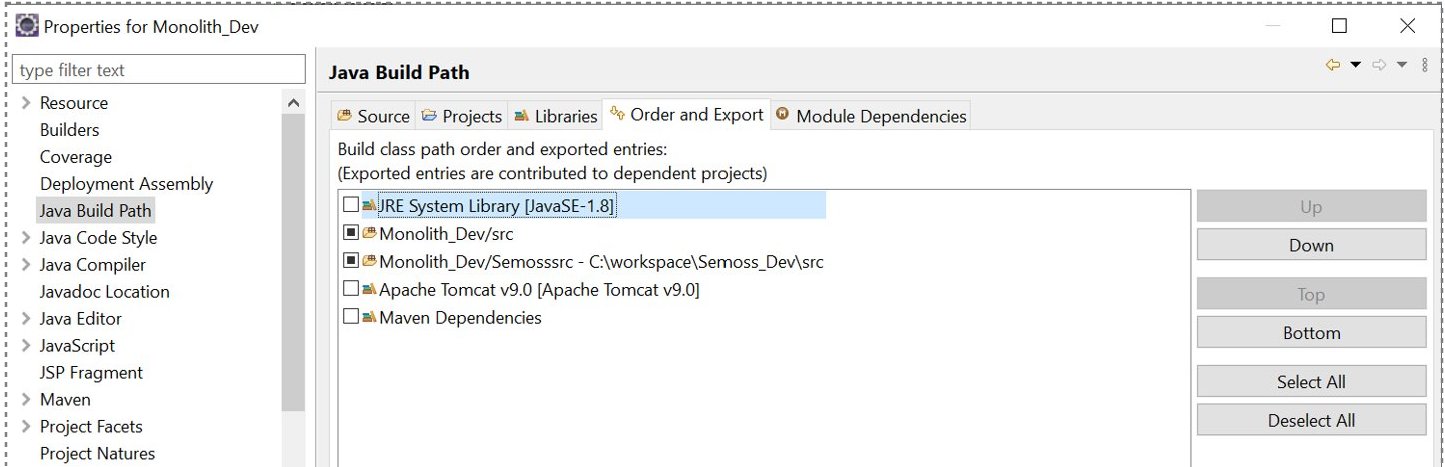 Properties for Monolith_Dev
type filter text
Resource
Builders
Coverage
Deployment Assembly
Java Build Path
Java Code Style
Java Compiler
Javadoc Location
Java Editor
JavaScript
JSP Fragment
Maven
Project Facets
Project Natures
Java Build Path
Source Projects Libraries Order and Export Module Dependencies
Build class path order and exported entries:
(Exported entries are contributed to dependent projects)
JRE System Library [JavaSE-1.8]
Monolith_Dev/src
Monolith_Dev/Semosssrc - C:\workspace\Semoss_Dev\src
Apache Tomcat v9.0 [Apache Tomcat v9.0]
Maven Dependencies
Up
Down
Top
Bottom
Select All
Deselect All